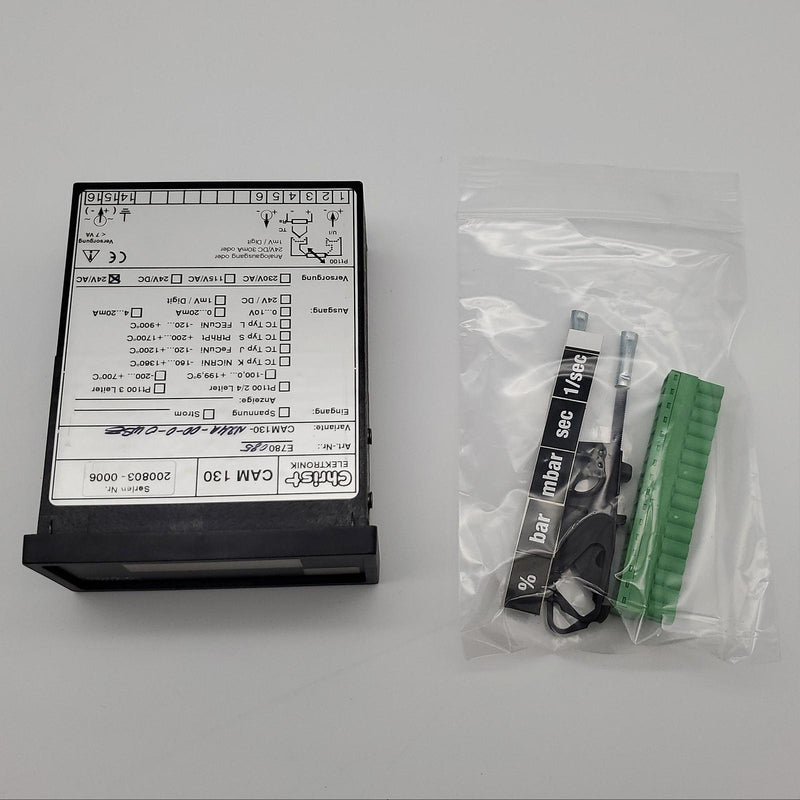 Christ ELEKTRONIK
CAM 130
Serien Nr.
200803-0006
Art.-Nr.: E780085
Variante: CAM130-
Eingang: Spannung Strom
Anzeige:
Pt100 2/4 Leiter Pt100 3 Leiter
-100,0...+199,9°C -200...+700°C
TC Typ K NiCRNi -160...+1360°C
TC Typ J FeCuNi -120...+1200°C
TC Typ S PtRhPt +200...+1700°C
TC Typ L FECuNi -120...+900°C
Ausgang: 0...10V 0...20mA 4...20mA
24V / DC 1mV / Digit
Versorgung 230V/AC 115V/AC 24V/DC 24V/AC
Pt100
Analogausgang oder
24V/DC 30mA oder
1mV / Digit
CE
< 7 VA
Versorgung
U/I
TC
1 2 3 4 5 6 14 15 16
% bar mbar sec 1/sec